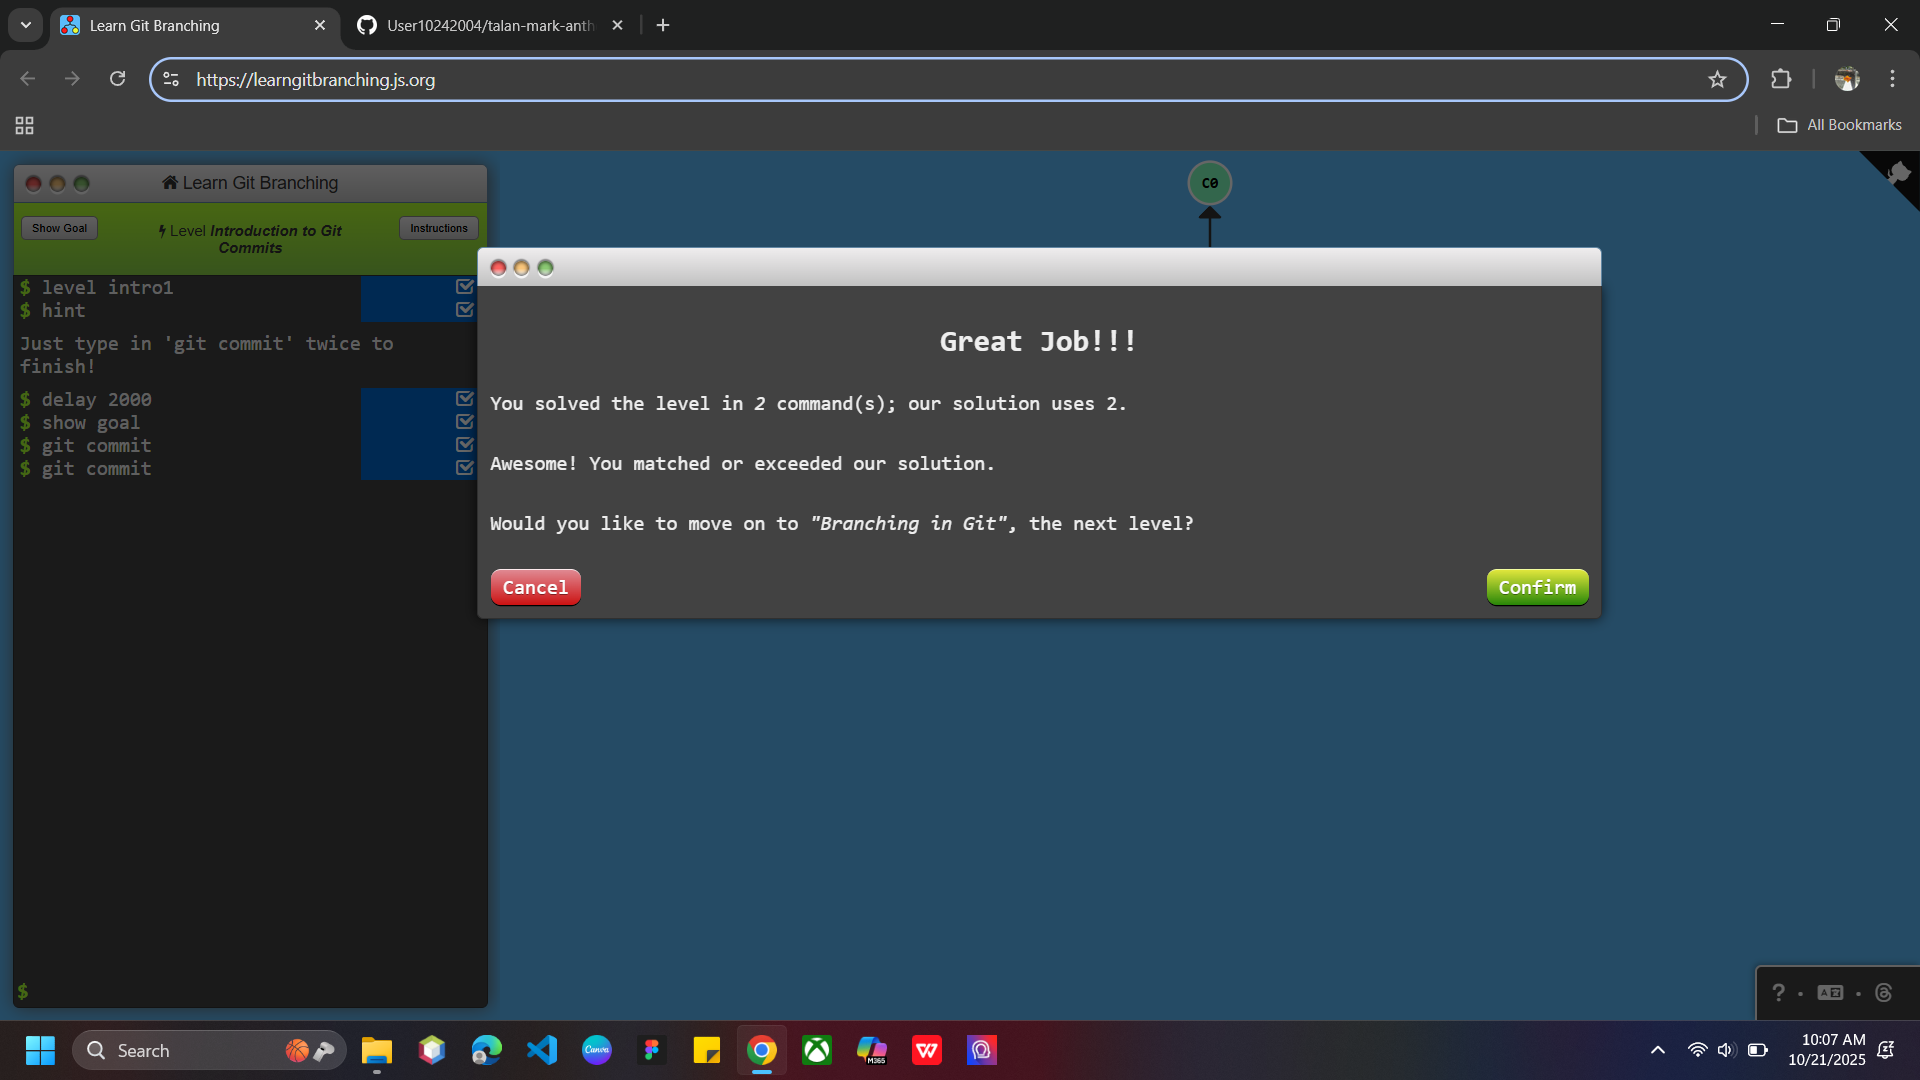 Learn Git Branching
User10242004/talan-mark-anth
https://learngitbranching.js.org
All Bookmarks
Learn Git Branching
Show Goal
Level Introduction to Git Commits
Instructions
$ level intro1
$ hint
Just type in 'git commit' twice to
finish!
$ delay 2000
$ show goal
$ git commit
$ git commit
$
C0
Great Job!!!
You solved the level in 2 command(s); our solution uses 2.
Awesome! You matched or exceeded our solution.
Would you like to move on to "Branching in Git", the next level?
Cancel
Confirm
?
Search
Canva
M365
10:07 AM
10/21/2025